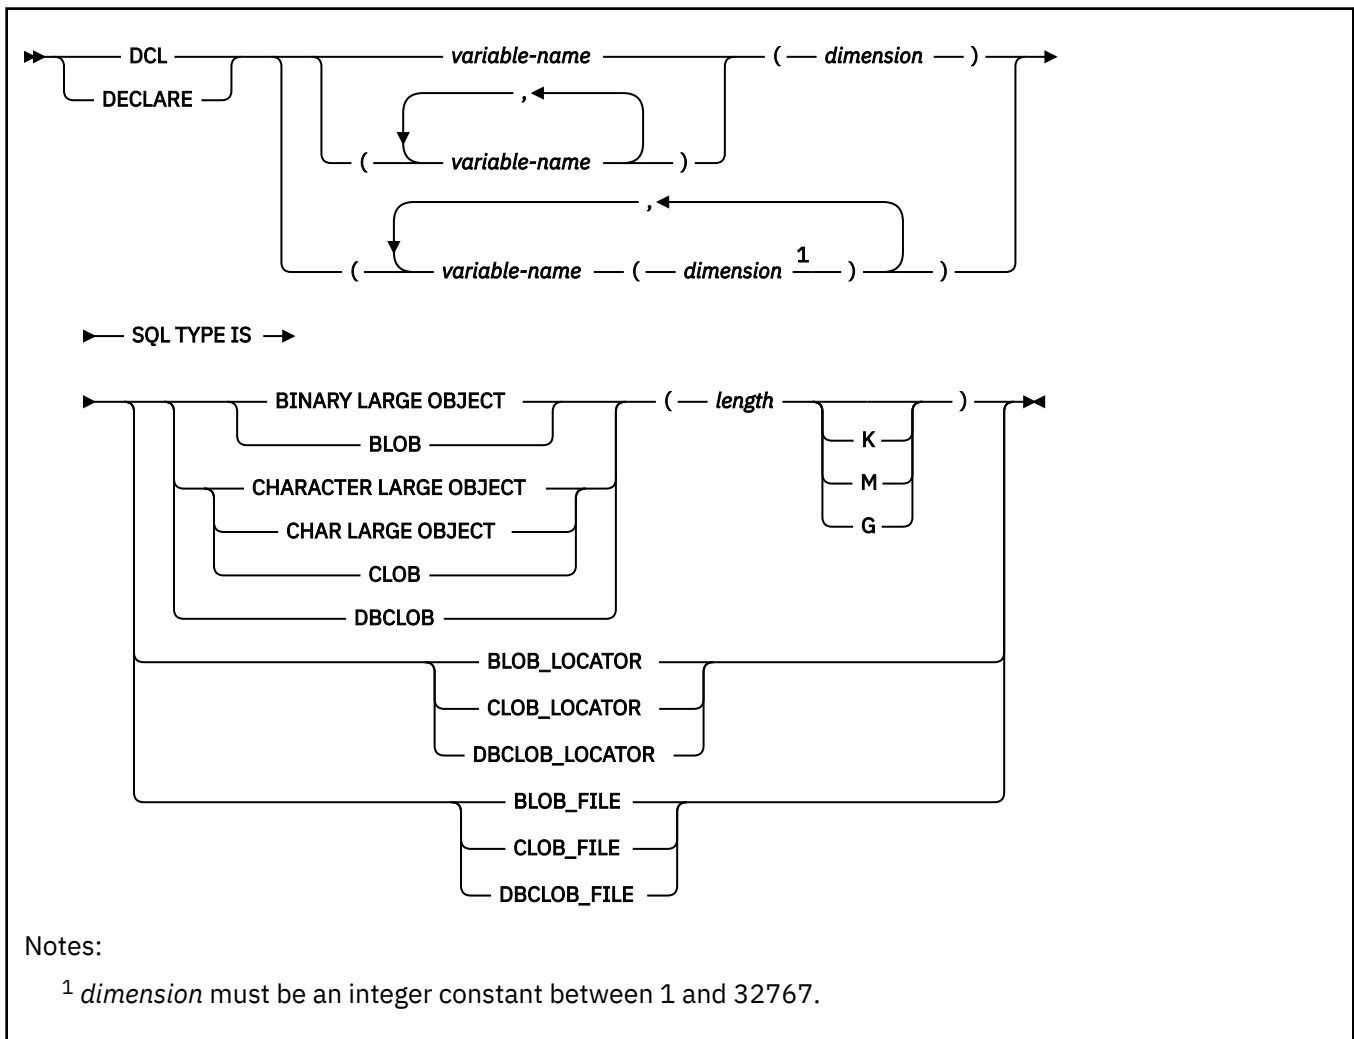 DCL variable-name ( dimension )
DECLARE
,
( variable-name )
,
( variable-name ( dimension 1 ) )
SQL TYPE IS
BINARY LARGE OBJECT ( length )
BLOB K
CHARACTER LARGE OBJECT M
CHAR LARGE OBJECT G
CLOB
DBCLOB
BLOB_LOCATOR
CLOB_LOCATOR
DBCLOB_LOCATOR
BLOB_FILE
CLOB_FILE
DBCLOB_FILE
Notes:
1 dimension must be an integer constant between 1 and 32767.